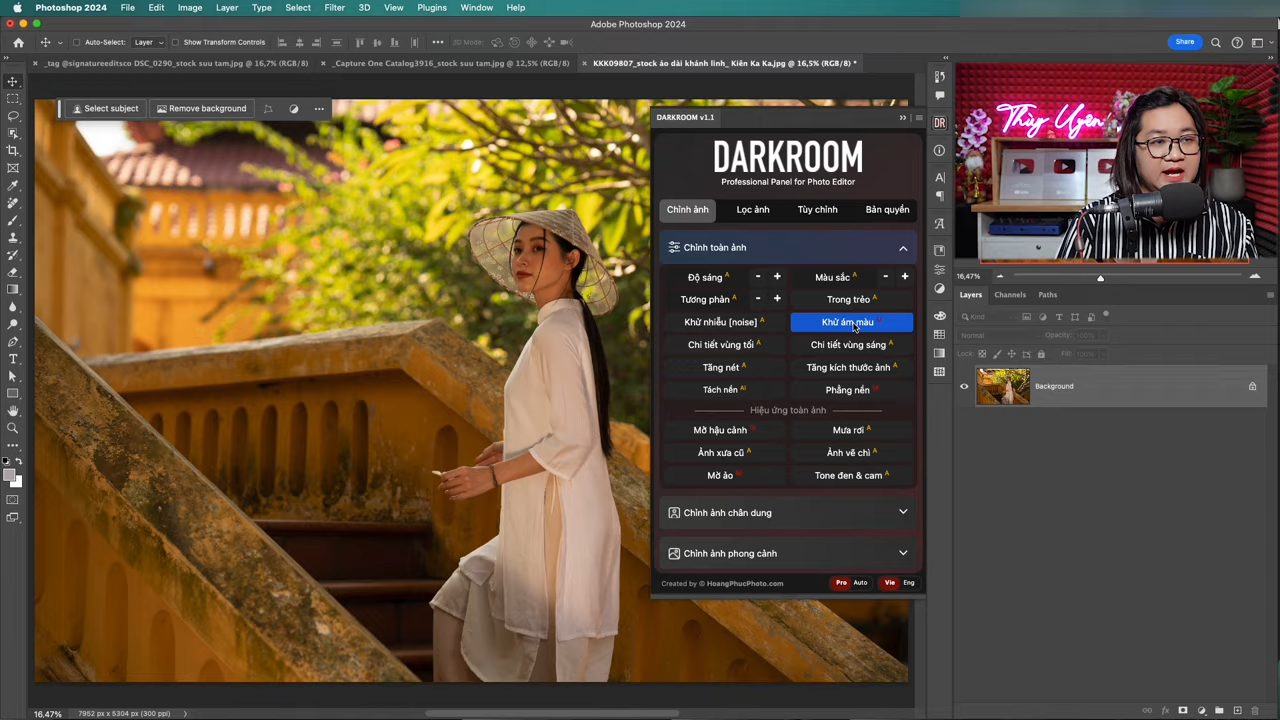 Photoshop 2024 File Edit Image Layer Type Select Filter 3D View Plugins Window Help
Adobe Photoshop 2024
Auto-Select: Layer Show Transform Controls 3D Mode: Share
_tag @signatureeditsco DSC_0290_stock suu tam.jpg @ 16,7% (RGB/8)
_Capture One Catalog3916_stock suu tam.jpg @ 12,5% (RGB/8)
KKK09807_stock áo dài khánh linh_ Kiên Ka Ka.jpg @ 16,5% (RGB/8) *
Select subject Remove background
DARKROOM v1.1
DARKROOM
Professional Panel for Photo Editor
Chỉnh ảnh Lọc ảnh Tùy chỉnh Bản quyền
Chỉnh toàn ảnh
Độ sáng A - + Màu sắc A - +
Tương phản A - + Trong trẻo A
Khử nhiễu [noise] A Khử ám màu
Chi tiết vùng tối A Chi tiết vùng sáng A
Tăng nét A Tăng kích thước ảnh A
Tách nền AI Phẳng nền M
Hiệu ứng toàn ảnh
Mờ hậu cảnh M Mưa rơi A
Ảnh xưa cũ A Ảnh vẽ chì A
Mờ ảo M Tone đen & cam A
Chỉnh ảnh chân dung
Chỉnh ảnh phong cảnh
Created by © HoangPhucPhoto.com Pro Auto Vie Eng
DR
Thùy Uyên
16,47%
Layers Channels Paths
Kind
Normal Opacity: 100%
Lock: Fill: 100%
Background
16,47% 7952 px x 5304 px (300 ppi)